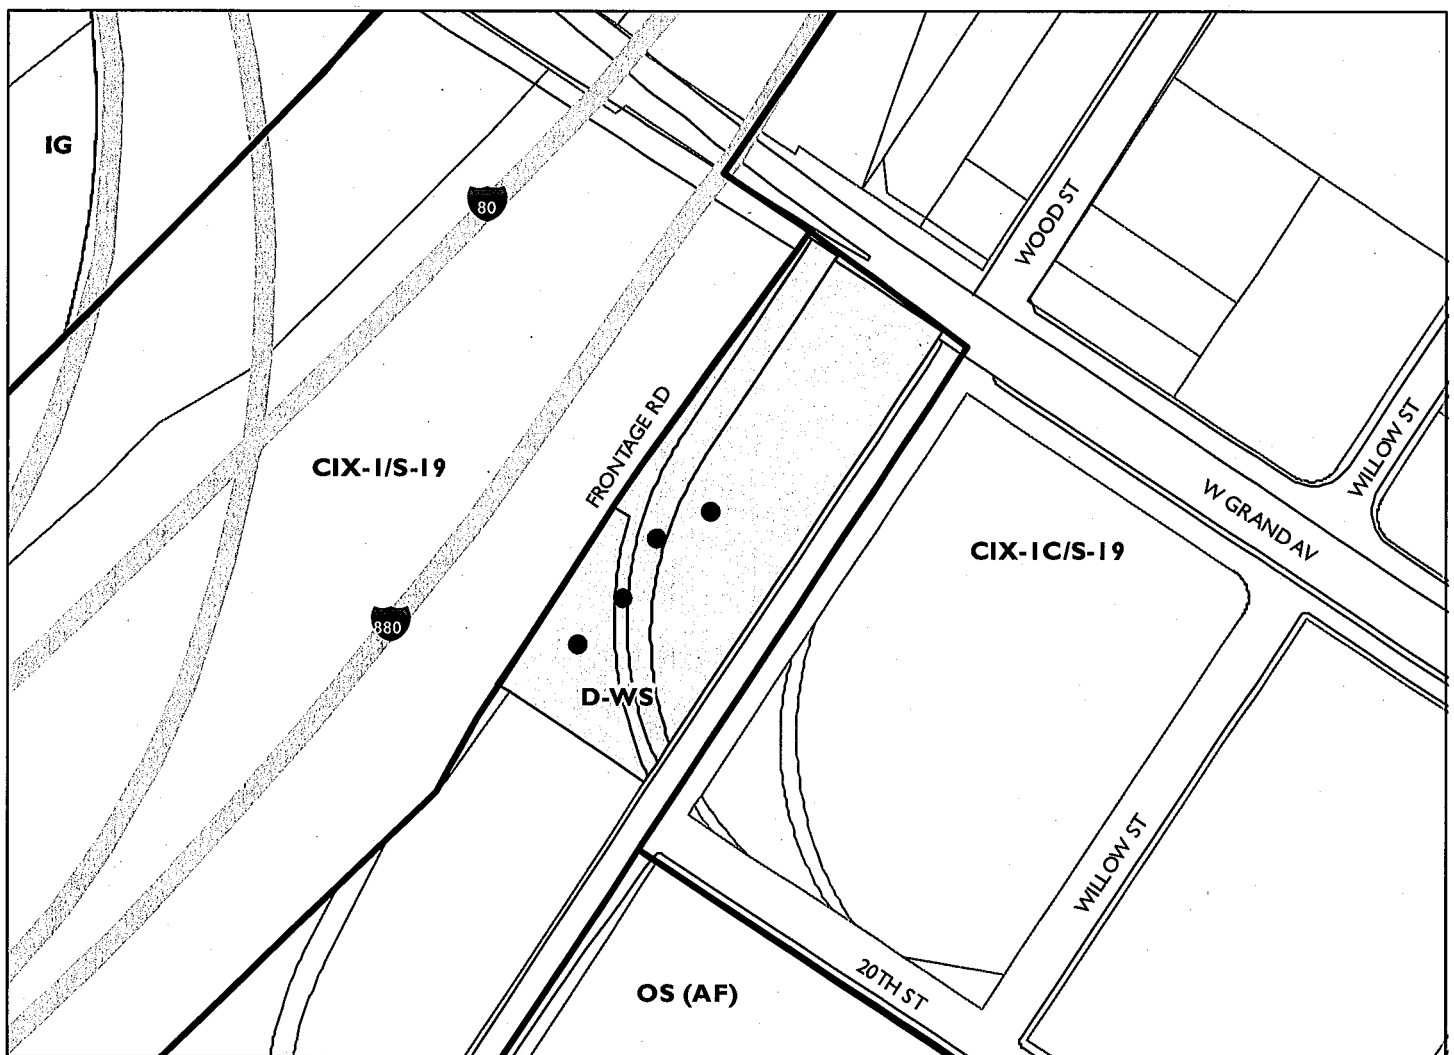 IG
80
WOOD ST
FRONTAGE RD
WILLOW ST
CIX-1/S-19
W GRAND AV
CIX-1C/S-19
880
D-WS
WILLOW ST
20TH ST
OS (AF)